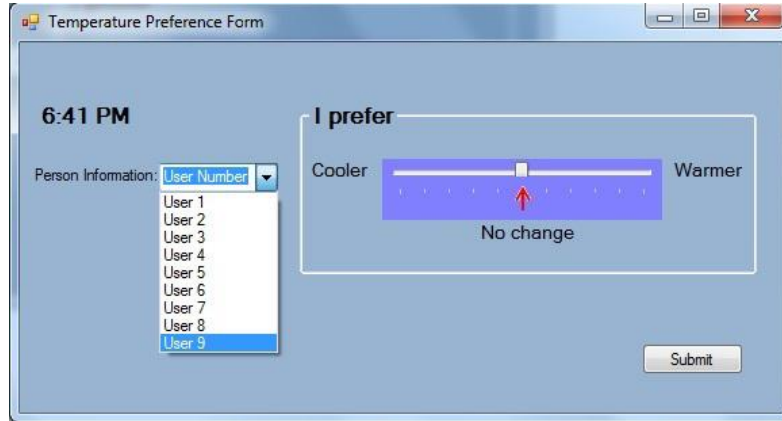 Temperature Preference Form
6:41 PM
I prefer
Cooler
Warmer
No change
Person Information:
User Number
User 1
User 2
User 3
User 4
User 5
User 6
User 7
User 8
User 9
Submit